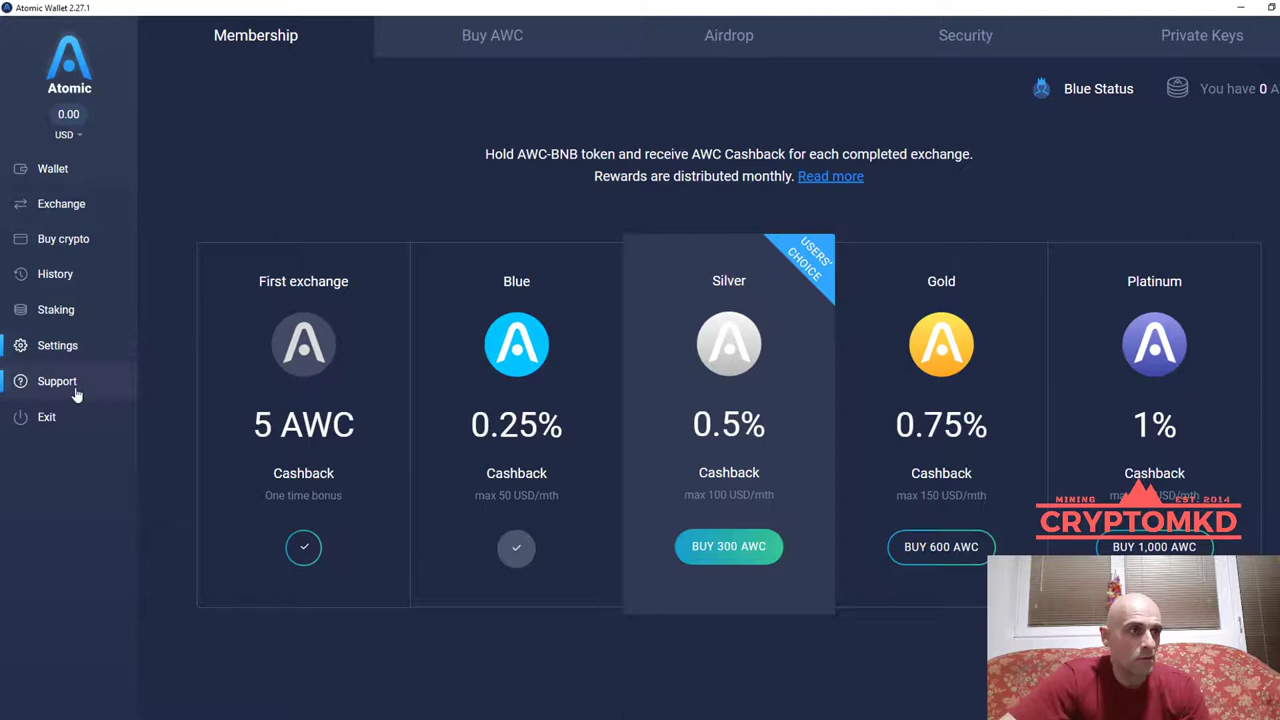 Atomic Wallet 2.27.1
Membership
Buy AWC
Airdrop
Security
Private Keys
Atomic
0.00
USD
Blue Status
You have 0 A
Wallet
Exchange
Buy crypto
History
Staking
Settings
Support
Exit
Hold AWC-BNB token and receive AWC Cashback for each completed exchange.
Rewards are distributed monthly. Read more
USERS'
CHOICE
First exchange
Blue
Silver
Gold
Platinum
5 AWC
0.25%
0.5%
0.75%
1%
Cashback
Cashback
Cashback
Cashback
Cashback
One time bonus
max 50 USD/mth
max 100 USD/mth
max 150 USD/mth
BUY 300 AWC
BUY 600 AWC
BUY 1,000 AWC
MINING EST. 2014
CRYPTOMKD